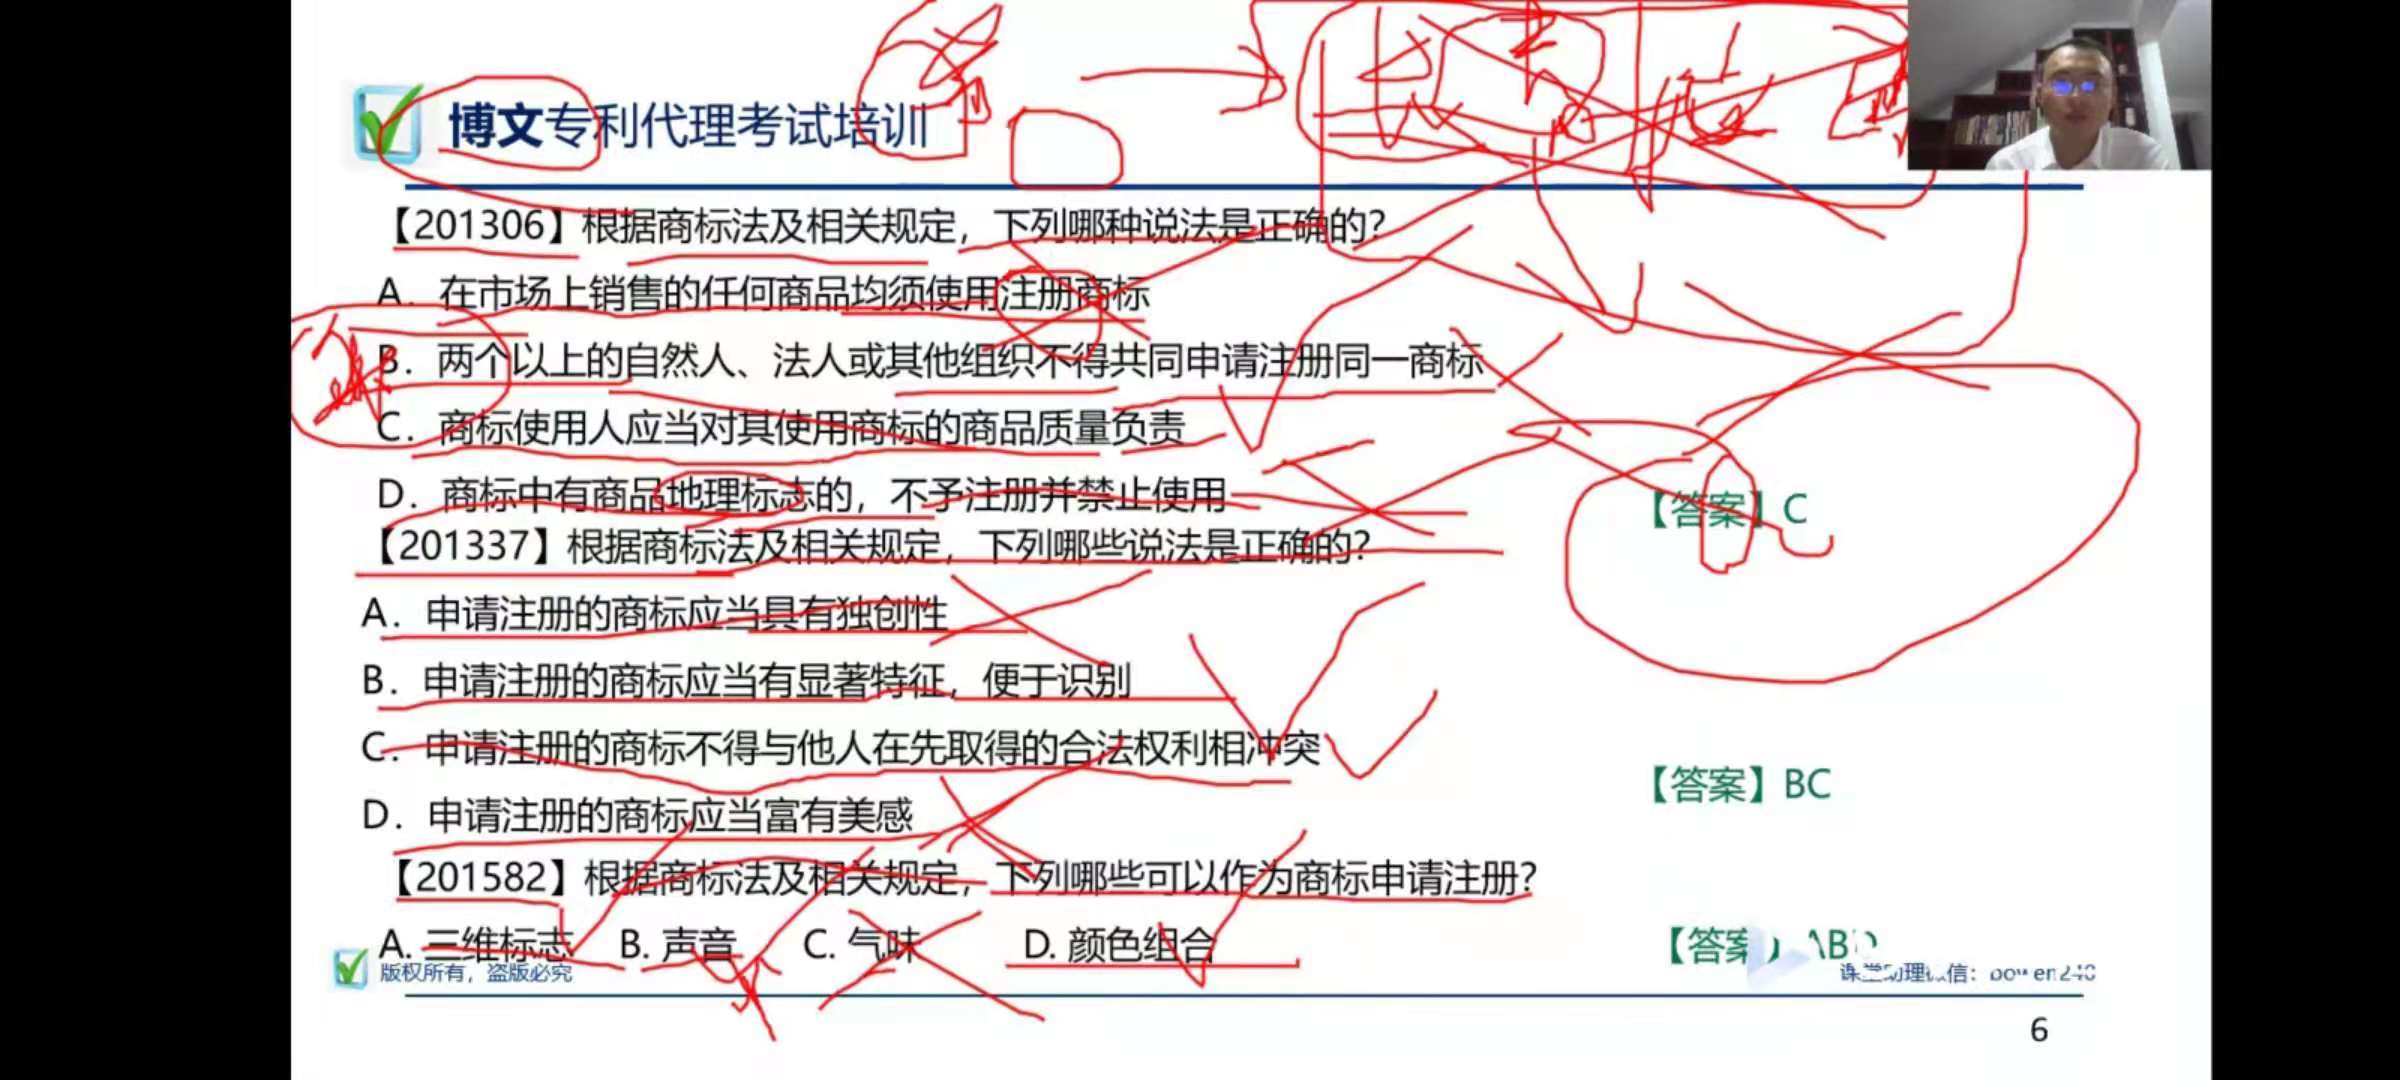 博文专利代理考试培训
【201306】根据商标法及相关规定，下列哪种说法是正确的？
A．在市场上销售的任何商品均须使用注册商标
B．两个以上的自然人、法人或其他组织不得共同申请注册同一商标
C．商标使用人应当对其使用商标的商品质量负责
D．商标中有商品地理标志的，不予注册并禁止使用
【答案】C
【201337】根据商标法及相关规定，下列哪些说法是正确的？
A．申请注册的商标应当具有独创性
B．申请注册的商标应当有显著特征，便于识别
C．申请注册的商标不得与他人在先取得的合法权利相冲突
D．申请注册的商标应当富有美感
【答案】BC
【201582】根据商标法及相关规定，下列哪些可以作为商标申请注册？
A. 三维标志 B. 声音 C. 气味 D. 颜色组合
【答案】ABD
版权所有，盗版必究
课堂助理微信：bowen240
6